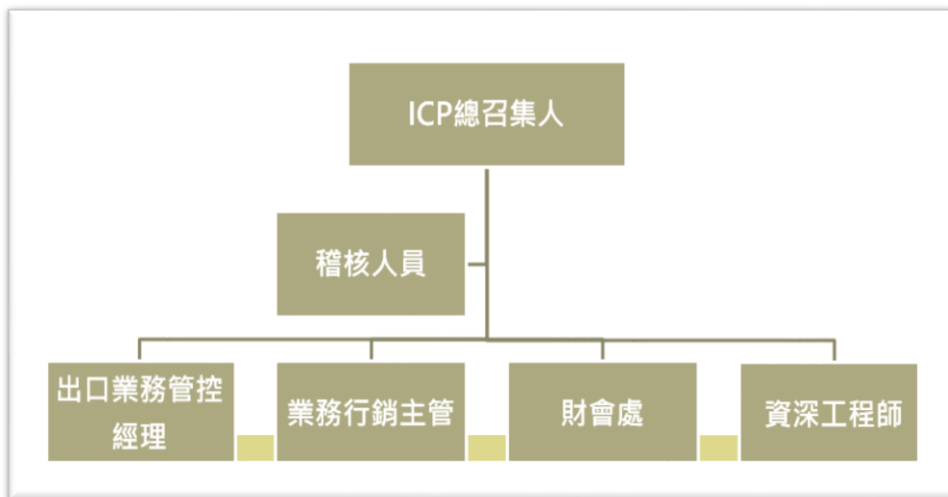 ICP總召集人
稽核人員
出口業務管控
經理
業務行銷主管
財會處
資深工程師